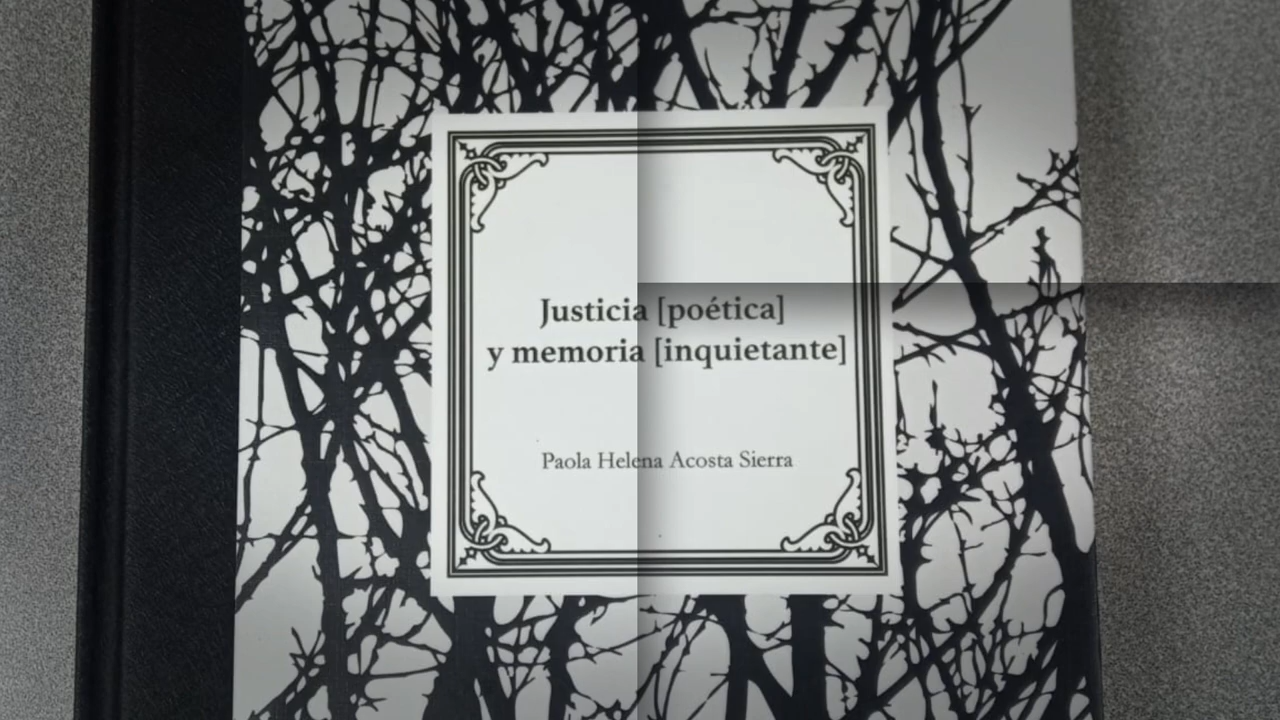 Justicia [poética]
y memoria [inquietante]
Paola Helena Acosta Sierra